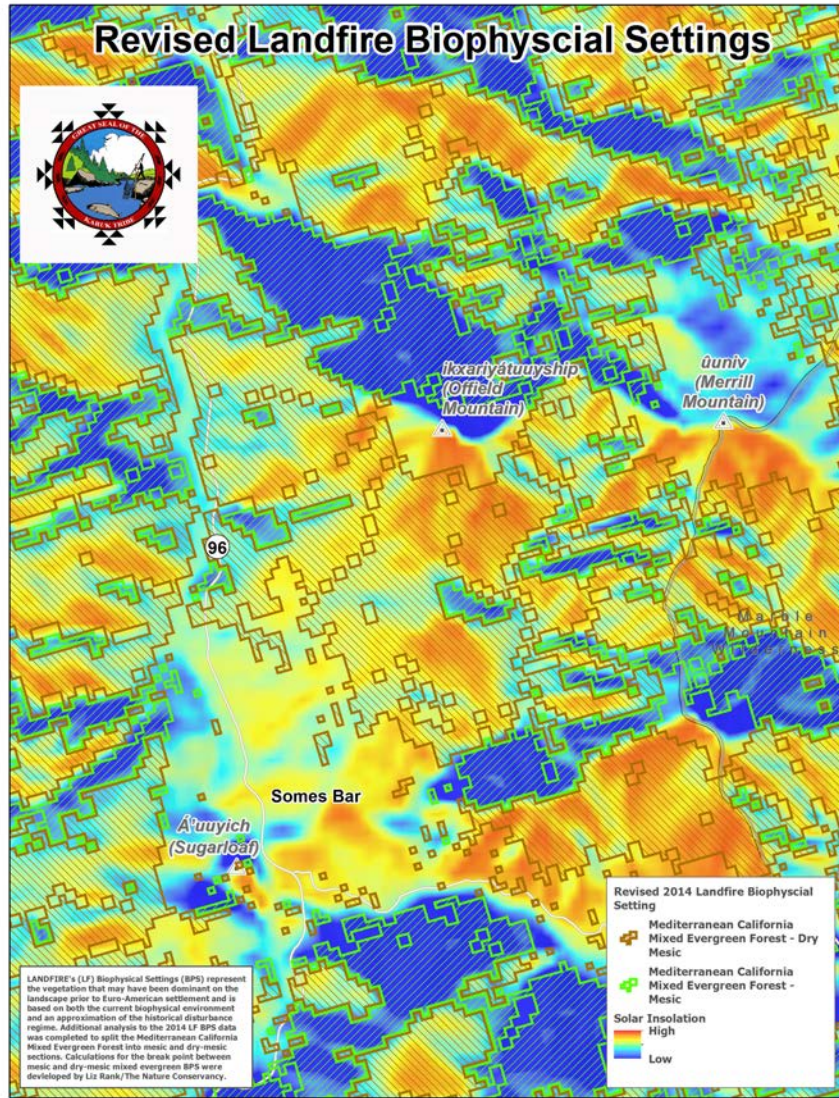 Revised Landfire Biophyscial Settings
GREAT SEAL OF THE
KARUK TRIBE
ikxariyátuuyship
(Offield
Mountain)
ûuniv
(Merrill
Mountain)
96
Marble
Mountain
Wilderness
Somes Bar
Á'uuyich
(Sugarloaf)
LANDFIRE's (LF) Biophysical Settings (BPS) represent
the vegetation that may have been dominant on the
landscape prior to Euro-American settlement and is
based on both the current biophysical environment
and an approximation of the historical disturbance
regime. Additional analysis to the 2014 LF BPS data
was completed to split the Mediterranean California
Mixed Evergreen Forest into mesic and dry-mesic
sections. Calculations for the break point between
mesic and dry-mesic mixed evergreen BPS were
devleloped by Liz Rank/The Nature Conservancy.
Revised 2014 Landfire Biophyscial
Setting
Mediterranean California
Mixed Evergreen Forest - Dry
Mesic
Mediterranean California
Mixed Evergreen Forest -
Mesic
Solar Insolation
High
Low